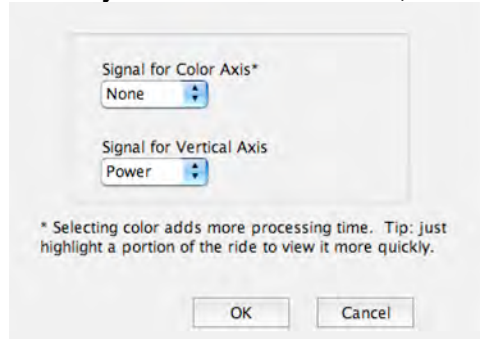 Signal for Color Axis*
None
Signal for Vertical Axis
Power
* Selecting color adds more processing time. Tip: just
highlight a portion of the ride to view it more quickly.
OK Cancel